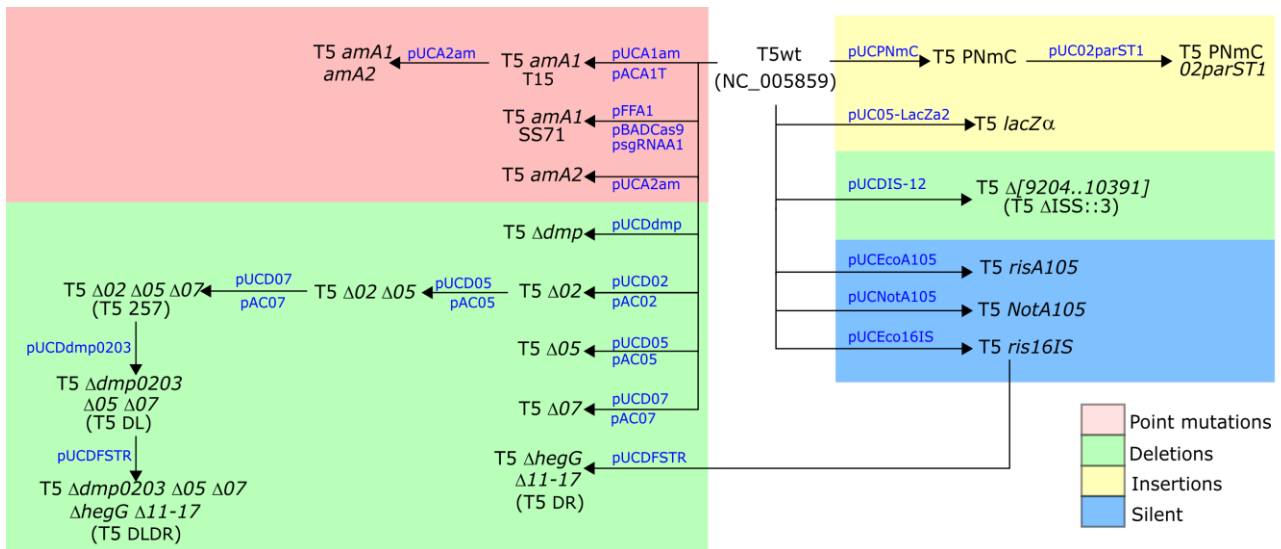 T5 amA1
amA2
pUCA2am
T5 amA1
T15
pUCA1am
pACA1T
T5wt
(NC_005859)
pUCPNmC
T5 PNmC
pUC02parST1
T5 PNmC
02parST1
T5 amA1
SS71
pFFA1
pBADCas9
psgRNAA1
pUC05-LacZa2
T5 lacZα
T5 amA2
pUCA2am
pUCDIS-12
T5 Δ[9204..10391]
(T5 ΔISS::3)
T5 Δdmp
pUCDdmp
T5 Δ02 Δ05 Δ07
(T5 257)
pUCD07
pAC07
T5 Δ02 Δ05
pUCD05
pAC05
T5 Δ02
pUCD02
pAC02
pUCEcoA105
T5 risA105
pUCNotA105
T5 NotA105
pUCEco16IS
T5 ris16IS
pUCDdmp0203
T5 Δ05
pUCD05
pAC05
T5 Δdmp0203
Δ05 Δ07
(T5 DL)
T5 Δ07
pUCD07
pAC07
pUCDFSTR
T5 ΔhegG
Δ11-17
(T5 DR)
pUCDFSTR
T5 Δdmp0203 Δ05 Δ07
ΔhegG Δ11-17
(T5 DLDR)
Point mutations
Deletions
Insertions
Silent